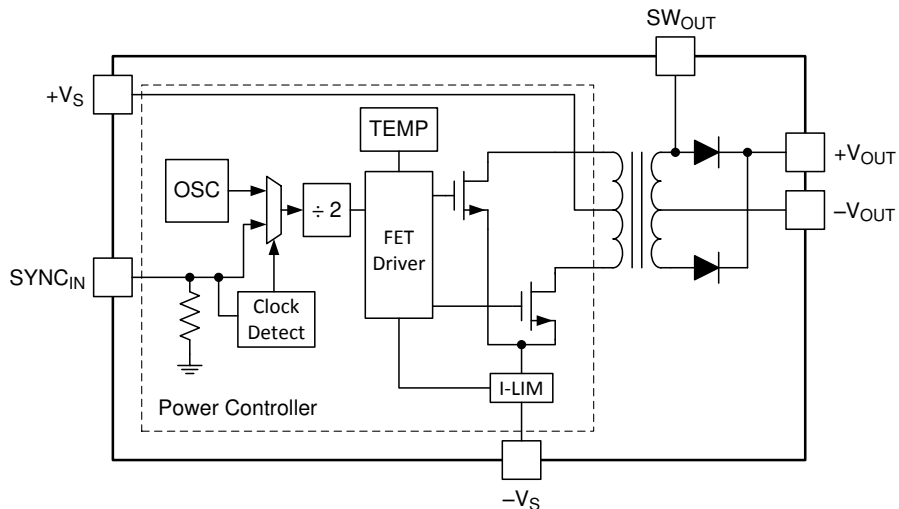 SW_OUT
+V_S
TEMP
+V_OUT
OSC
÷ 2
–V_OUT
FET
Driver
SYNC_IN
Clock
Detect
I-LIM
Power Controller
–V_S